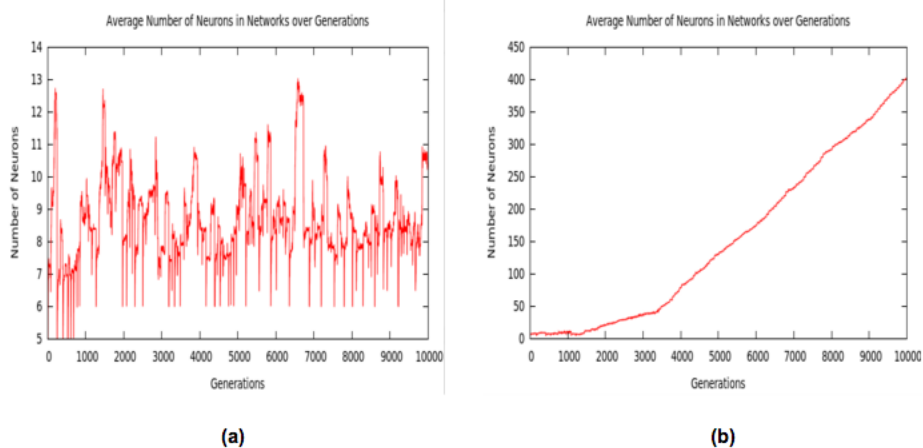 Average Number of Neurons in Networks over Generations
14
13
12
11
10
9
8
7
6
5
Number of Neurons
0 1000 2000 3000 4000 5000 6000 7000 8000 9000 10000
Generations
(a)
Average Number of Neurons in Networks over Generations
450
400
350
300
250
200
150
100
50
0
Number of Neurons
0 1000 2000 3000 4000 5000 6000 7000 8000 9000 10000
Generations
(b)